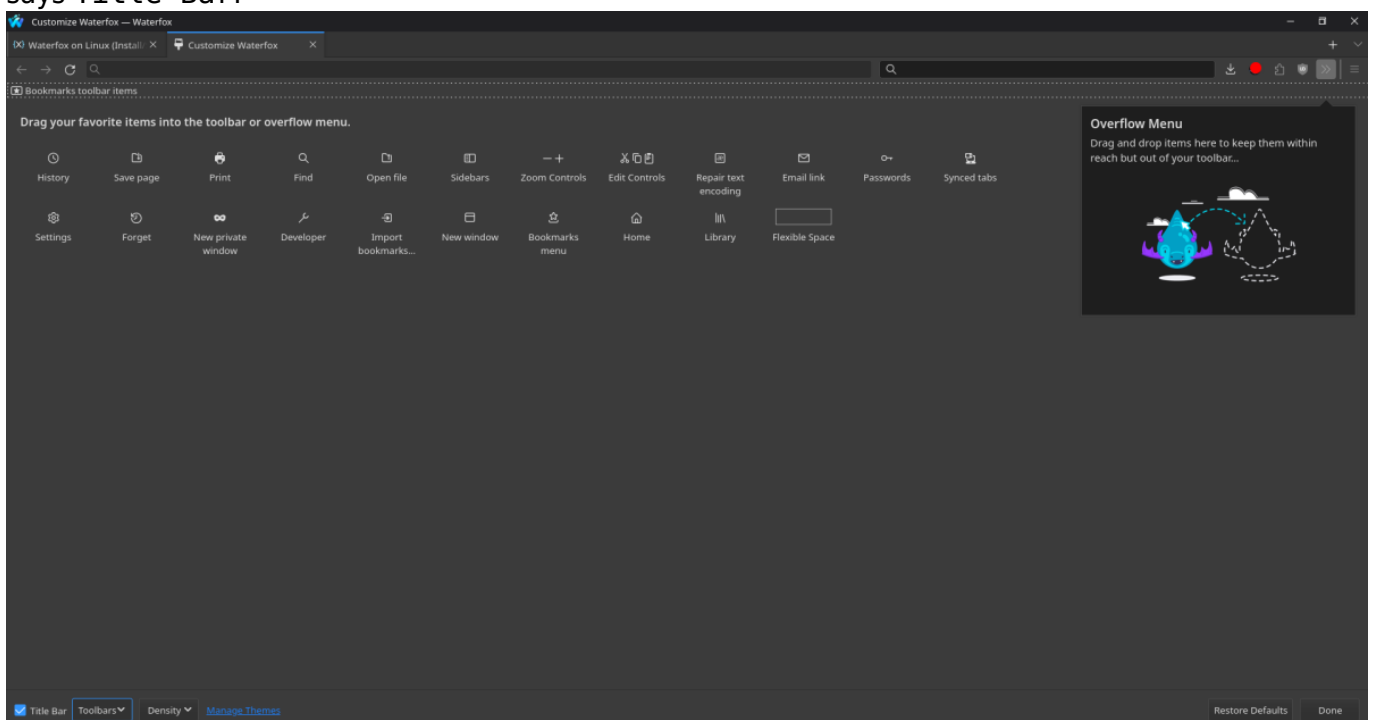 says Title Bar.
Customize Waterfox — Waterfox
Waterfox on Linux (Install
Customize Waterfox
Bookmarks toolbar items
Drag your favorite items into the toolbar or overflow menu.
History Save page Print Find Open file Sidebars Zoom Controls Edit Controls Repair text encoding Email link Passwords Synced tabs
Settings Forget New private window Developer Import bookmarks... New window Bookmarks menu Home Library Flexible Space
Overflow Menu
Drag and drop items here to keep them within
reach but out of your toolbar...
Title Bar Toolbars Density Manage Themes Restore Defaults Done